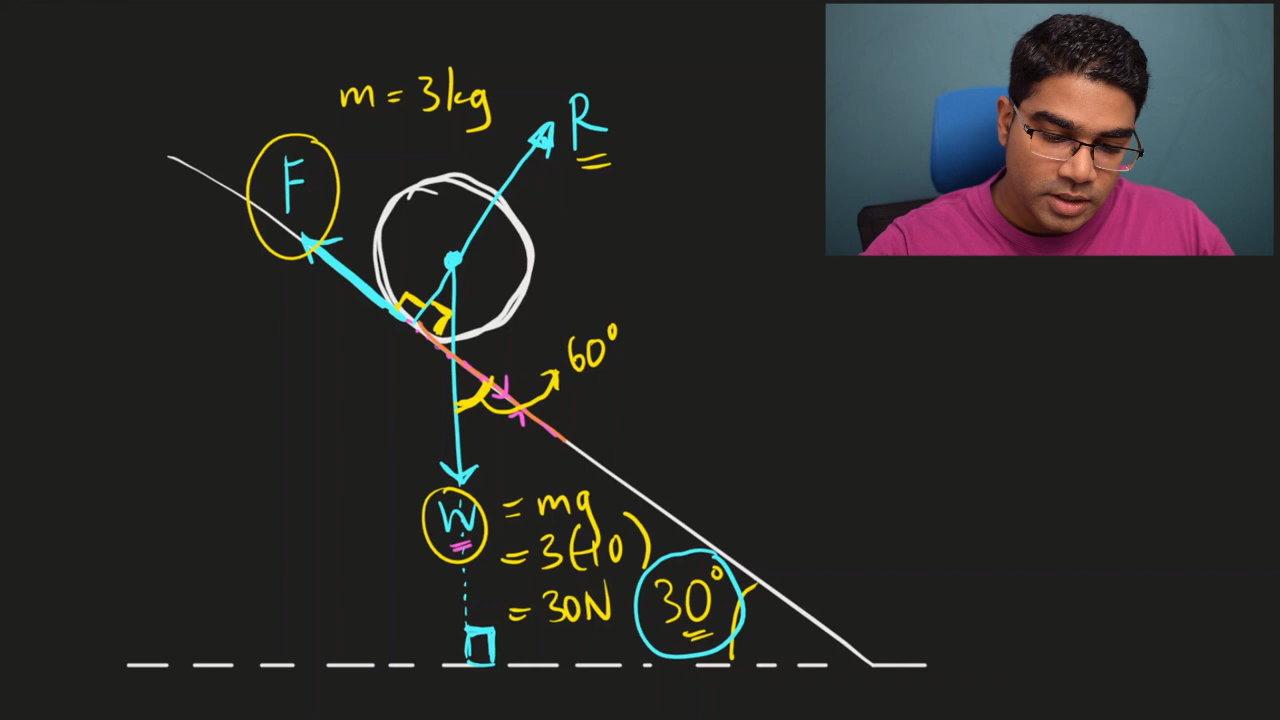 m = 3kg
R
F
60°
W = mg
= 3(10)
= 30N
30°